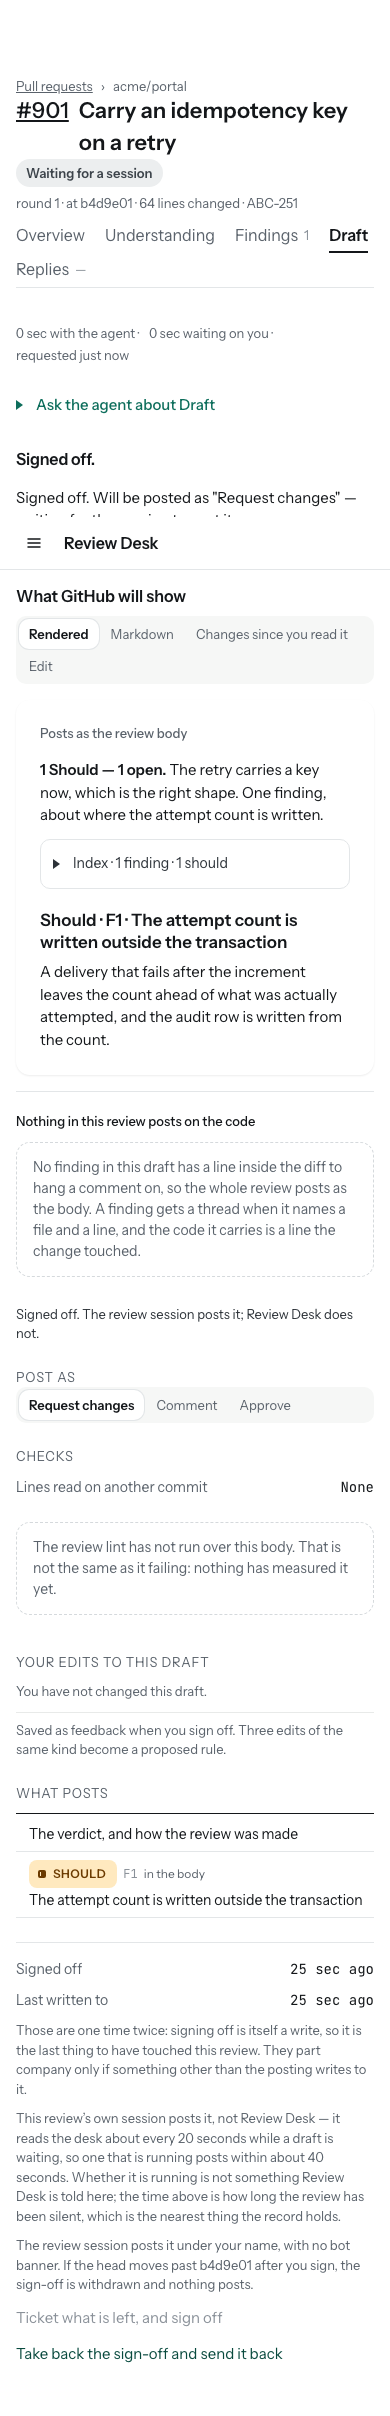 Pull requests › acme/portal
#901 Carry an idempotency key
on a retry
Waiting for a session
round 1 · at b4d9e01 · 64 lines changed · ABC-251
Overview Understanding Findings 1 Draft
Replies —
0 sec with the agent · 0 sec waiting on you ·
requested just now
Ask the agent about Draft
Signed off.
Signed off. Will be posted as "Request changes" —
Review Desk
What GitHub will show
Rendered Markdown Changes since you read it
Edit
Posts as the review body
1 Should — 1 open. The retry carries a key
now, which is the right shape. One finding,
about where the attempt count is written.
Index · 1 finding · 1 should
Should · F1 · The attempt count is
written outside the transaction
A delivery that fails after the increment
leaves the count ahead of what was actually
attempted, and the audit row is written from
the count.
Nothing in this review posts on the code
No finding in this draft has a line inside the diff to
hang a comment on, so the whole review posts as
the body. A finding gets a thread when it names a
file and a line, and the code it carries is a line the
change touched.
Signed off. The review session posts it; Review Desk does
not.
POST AS
Request changes Comment Approve
CHECKS
Lines read on another commit None
The review lint has not run over this body. That is
not the same as it failing: nothing has measured it
yet.
YOUR EDITS TO THIS DRAFT
You have not changed this draft.
Saved as feedback when you sign off. Three edits of the
same kind become a proposed rule.
WHAT POSTS
The verdict, and how the review was made
SHOULD F1 in the body
The attempt count is written outside the transaction
Signed off 25 sec ago
Last written to 25 sec ago
Those are one time twice: signing off is itself a write, so it is
the last thing to have touched this review. They part
company only if something other than the posting writes to
it.
This review's own session posts it, not Review Desk — it
reads the desk about every 20 seconds while a draft is
waiting, so one that is running posts within about 40
seconds. Whether it is running is not something Review
Desk is told here; the time above is how long the review has
been silent, which is the nearest thing the record holds.
The review session posts it under your name, with no bot
banner. If the head moves past b4d9e01 after you sign, the
sign-off is withdrawn and nothing posts.
Ticket what is left, and sign off
Take back the sign-off and send it back